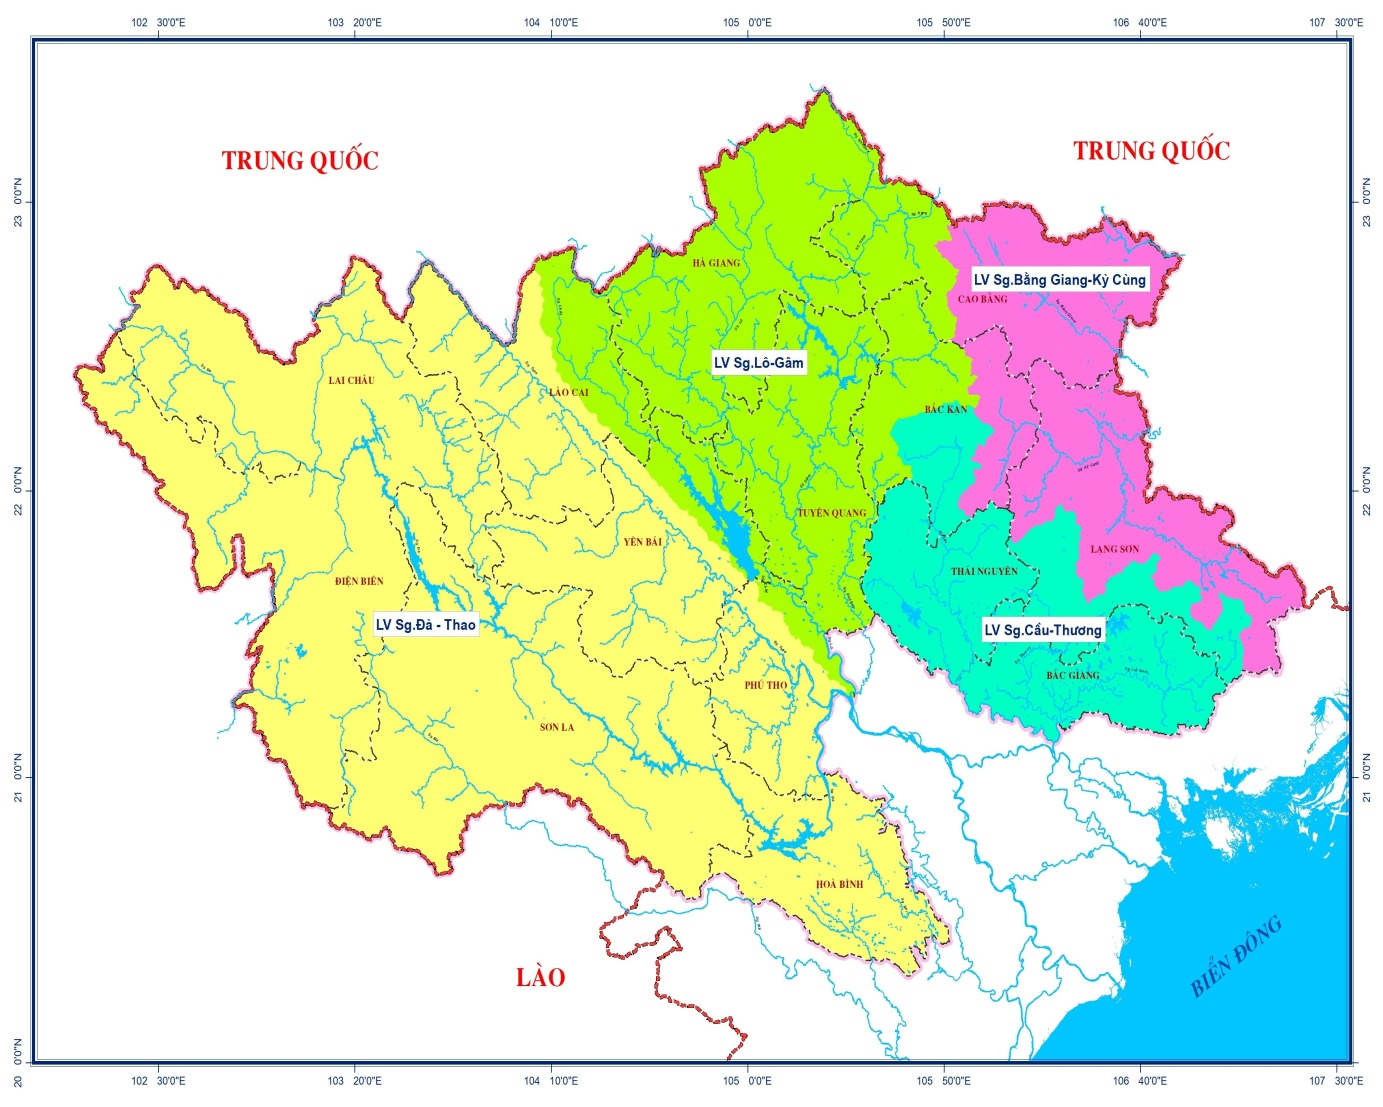 102 30'0"E
103 20'0"E
104 10'0"E
105 0'0"E
105 50'0"E
106 40'0"E
107 30'0"E
TRUNG QUỐC
TRUNG QUỐC
23 0'0"N
23 0'0"N
HÀ GIANG
LV Sg.Bằng Giang-Kỳ Cùng
CAO BẰNG
LV Sg.Lô-Gâm
LAI CHÂU
LÀO CAI
BẮC KẠN
22 0'0"N
22 0'0"N
TUYÊN QUANG
YÊN BÁI
LẠNG SƠN
THÁI NGUYÊN
ĐIỆN BIÊN
LV Sg.Đà - Thao
LV Sg.Cầu-Thương
BẮC GIANG
PHÚ THỌ
SƠN LA
21 0'0"N
21 0'0"N
HOÀ BÌNH
BIỂN ĐÔNG
LÀO
20 0'0"N
20 0'0"N
102 30'0"E
103 20'0"E
104 10'0"E
105 0'0"E
105 50'0"E
106 40'0"E
107 30'0"E